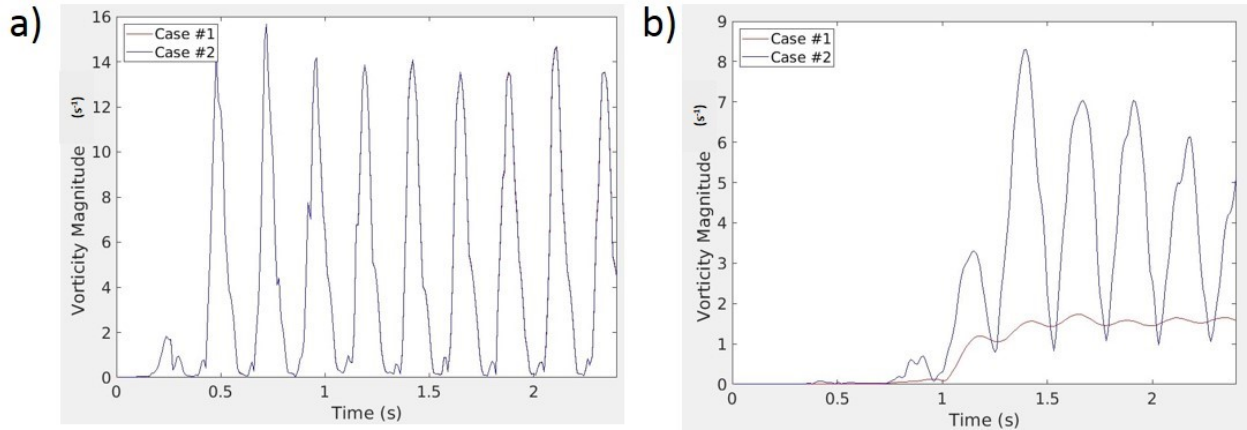 a)
16
14
12
10
8
6
4
2
0
Case #1
Case #2
Vorticity Magnitude (s⁻¹)
0 0.5 1 1.5 2
Time (s)
b)
9
8
7
6
5
4
3
2
1
0
Case #1
Case #2
Vorticity Magnitude (s⁻¹)
0 0.5 1 1.5 2
Time (s)